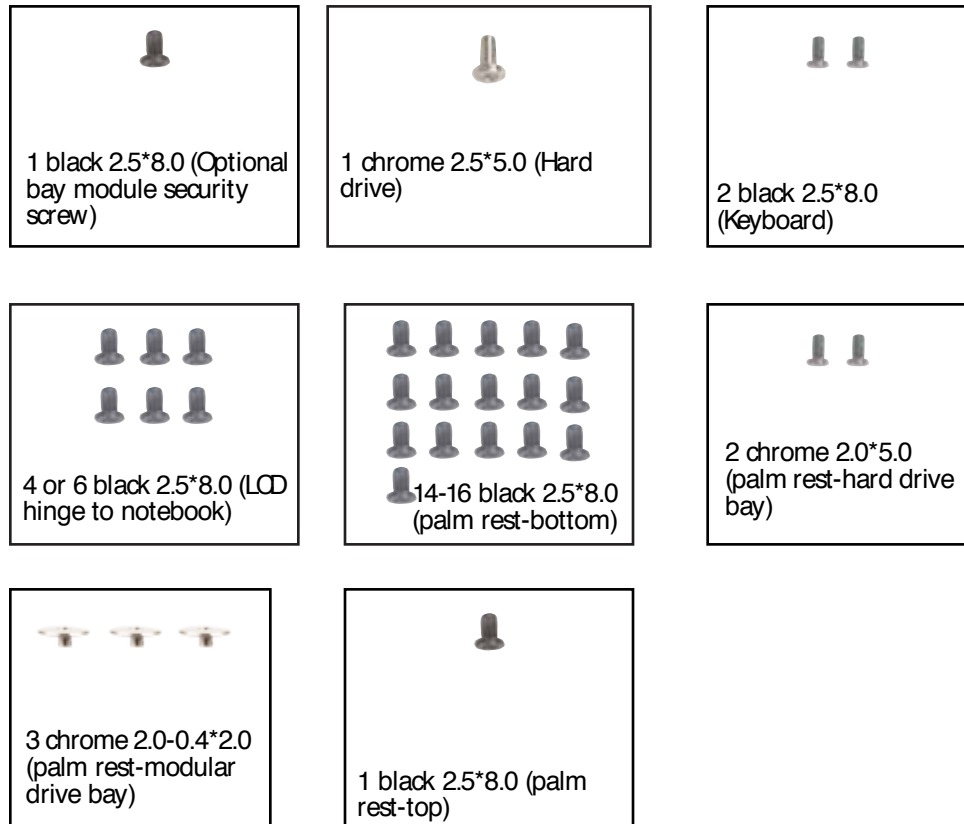 1 black 2.5*8.0 (Optional
bay module security
screw)
1 chrome 2.5*5.0 (Hard
drive)
2 black 2.5*8.0
(Keyboard)
4 or 6 black 2.5*8.0 (LCD
hinge to notebook)
14-16 black 2.5*8.0
(palm rest-bottom)
2 chrome 2.0*5.0
(palm rest-hard drive
bay)
3 chrome 2.0-0.4*2.0
(palm rest-modular
drive bay)
1 black 2.5*8.0 (palm
rest-top)